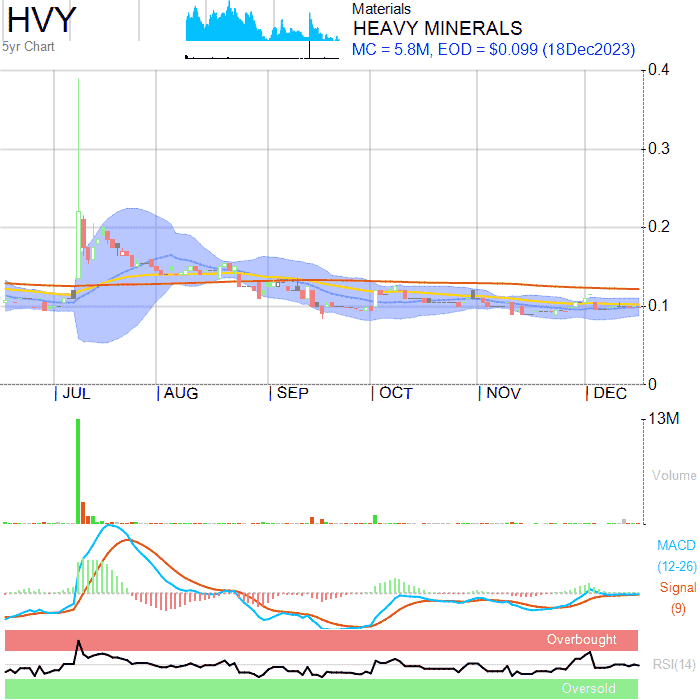 HVY
5yr Chart
Materials
HEAVY MINERALS
MC = 5.8M, EOD = $0.099 (18Dec2023)
0.4
0.3
0.2
0.1
0
| JUL | AUG | SEP | OCT | NOV | DEC
13M
Volume
MACD
(12-26)
Signal
(9)
Overbought
RSI(14)
Oversold